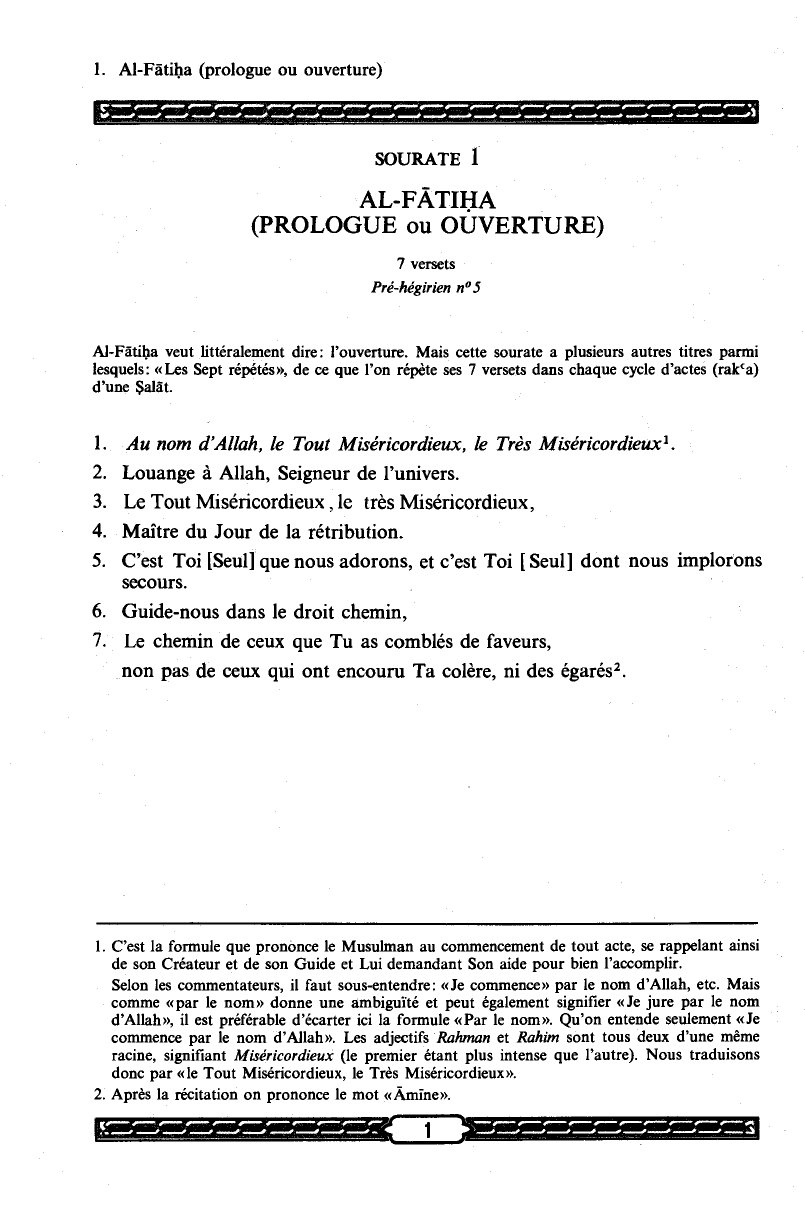 1. Al-Fātiḥa (prologue ou ouverture)
SOURATE 1
AL-FĀTIḤA
(PROLOGUE ou OUVERTURE)
7 versets
Pré-hégirien nº 5
Al-Fātiḥa veut littéralement dire: l'ouverture. Mais cette sourate a plusieurs autres titres parmi
lesquels: «Les Sept répétés», de ce que l'on répète ses 7 versets dans chaque cycle d'actes (rakʿa)
d'une Ṣalāt.
1. Au nom d'Allah, le Tout Miséricordieux, le Très Miséricordieux¹.
2. Louange à Allah, Seigneur de l'univers.
3. Le Tout Miséricordieux, le très Miséricordieux,
4. Maître du Jour de la rétribution.
5. C'est Toi [Seul] que nous adorons, et c'est Toi [Seul] dont nous implorons
secours.
6. Guide-nous dans le droit chemin,
7. Le chemin de ceux que Tu as comblés de faveurs,
non pas de ceux qui ont encouru Ta colère, ni des égarés².
1. C'est la formule que prononce le Musulman au commencement de tout acte, se rappelant ainsi
de son Créateur et de son Guide et Lui demandant Son aide pour bien l'accomplir.
Selon les commentateurs, il faut sous-entendre: «Je commence» par le nom d'Allah, etc. Mais
comme «par le nom» donne une ambiguïté et peut également signifier «Je jure par le nom
d'Allah», il est préférable d'écarter ici la formule «Par le nom». Qu'on entende seulement «Je
commence par le nom d'Allah». Les adjectifs Rahman et Rahim sont tous deux d'une même
racine, signifiant Miséricordieux (le premier étant plus intense que l'autre). Nous traduisons
donc par «le Tout Miséricordieux, le Très Miséricordieux».
2. Après la récitation on prononce le mot «Āmīne».
1